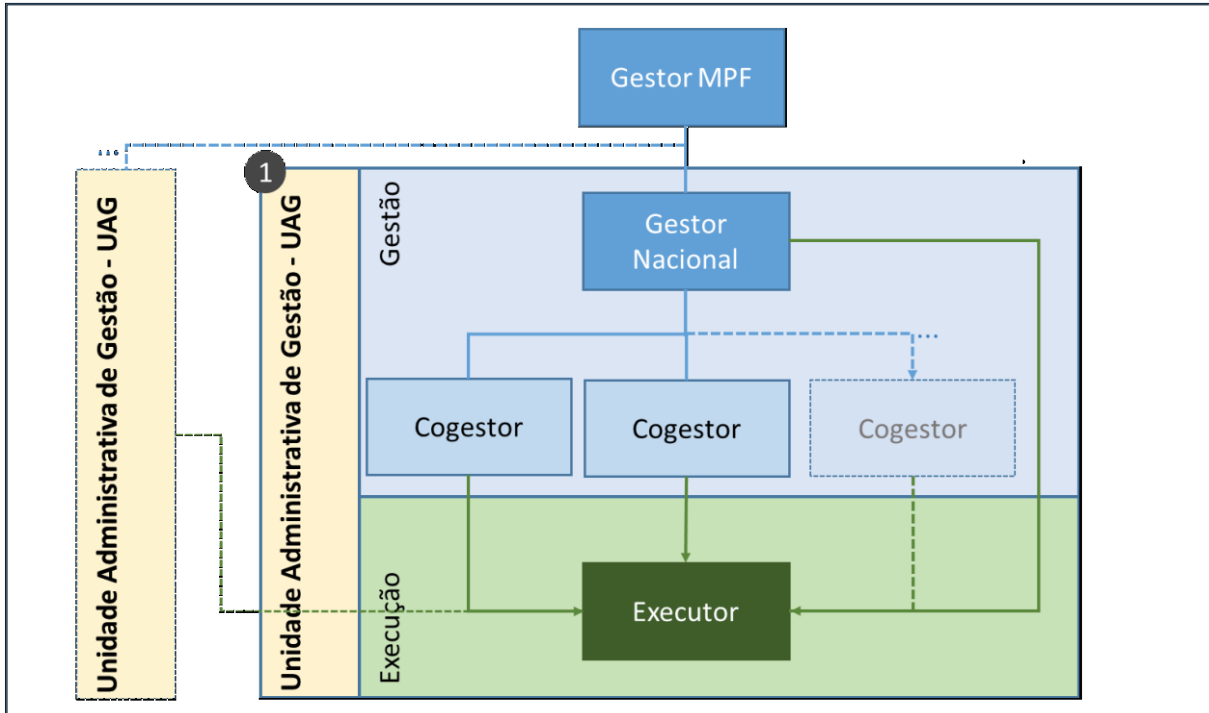 Gestor MPF
...
1
Unidade Administrativa de Gestão - UAG
Unidade Administrativa de Gestão - UAG
Gestão
Gestor
Nacional
...
Cogestor
Cogestor
Cogestor
Execução
Executor